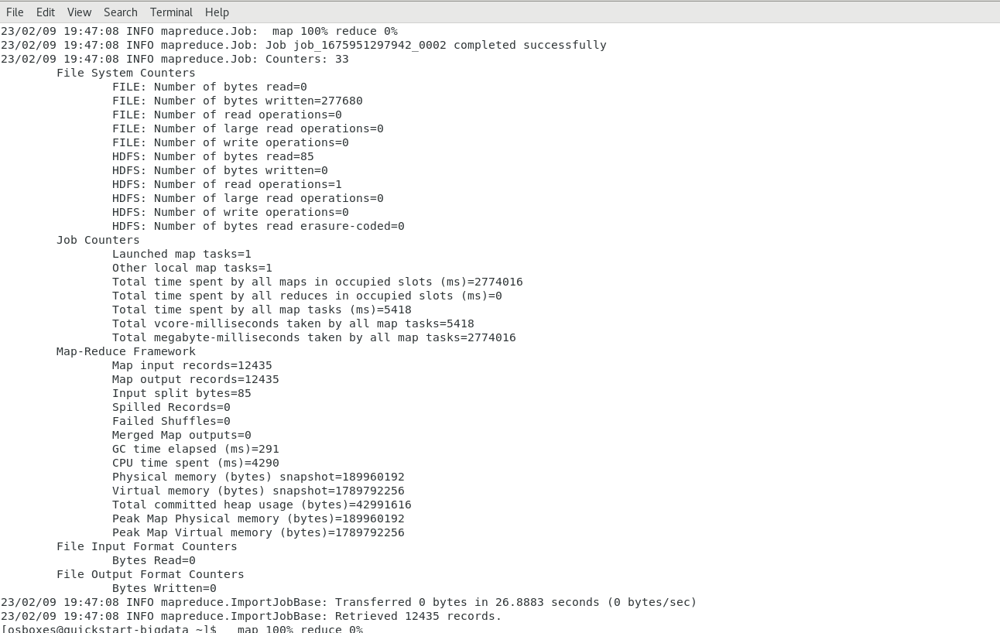 File Edit View Search Terminal Help
23/02/09 19:47:08 INFO mapreduce.Job:  map 100% reduce 0%
23/02/09 19:47:08 INFO mapreduce.Job: Job job_1675951297942_0002 completed successfully
23/02/09 19:47:08 INFO mapreduce.Job: Counters: 33
File System Counters
FILE: Number of bytes read=0
FILE: Number of bytes written=277680
FILE: Number of read operations=0
FILE: Number of large read operations=0
FILE: Number of write operations=0
HDFS: Number of bytes read=85
HDFS: Number of bytes written=0
HDFS: Number of read operations=1
HDFS: Number of large read operations=0
HDFS: Number of write operations=0
HDFS: Number of bytes read erasure-coded=0
Job Counters
Launched map tasks=1
Other local map tasks=1
Total time spent by all maps in occupied slots (ms)=2774016
Total time spent by all reduces in occupied slots (ms)=0
Total time spent by all map tasks (ms)=5418
Total vcore-milliseconds taken by all map tasks=5418
Total megabyte-milliseconds taken by all map tasks=2774016
Map-Reduce Framework
Map input records=12435
Map output records=12435
Input split bytes=85
Spilled Records=0
Failed Shuffles=0
Merged Map outputs=0
GC time elapsed (ms)=291
CPU time spent (ms)=4290
Physical memory (bytes) snapshot=189960192
Virtual memory (bytes) snapshot=1789792256
Total committed heap usage (bytes)=42991616
Peak Map Physical memory (bytes)=189960192
Peak Map Virtual memory (bytes)=1789792256
File Input Format Counters
Bytes Read=0
File Output Format Counters
Bytes Written=0
23/02/09 19:47:08 INFO mapreduce.ImportJobBase: Transferred 0 bytes in 26.8883 seconds (0 bytes/sec)
23/02/09 19:47:08 INFO mapreduce.ImportJobBase: Retrieved 12435 records.
[osboxes@quickstart-bigdata ~]$   map 100% reduce 0%